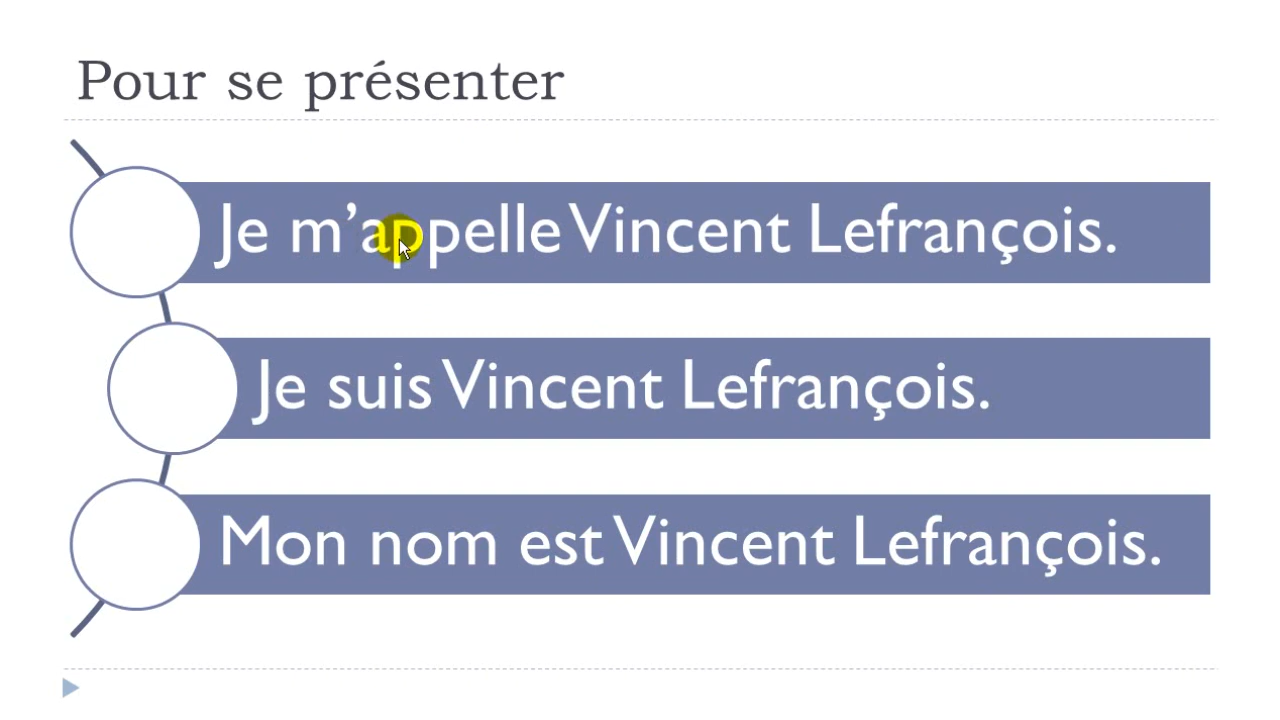 Pour se présenter
Je m’appelle Vincent Lefrançois.
Je suis Vincent Lefrançois.
Mon nom est Vincent Lefrançois.